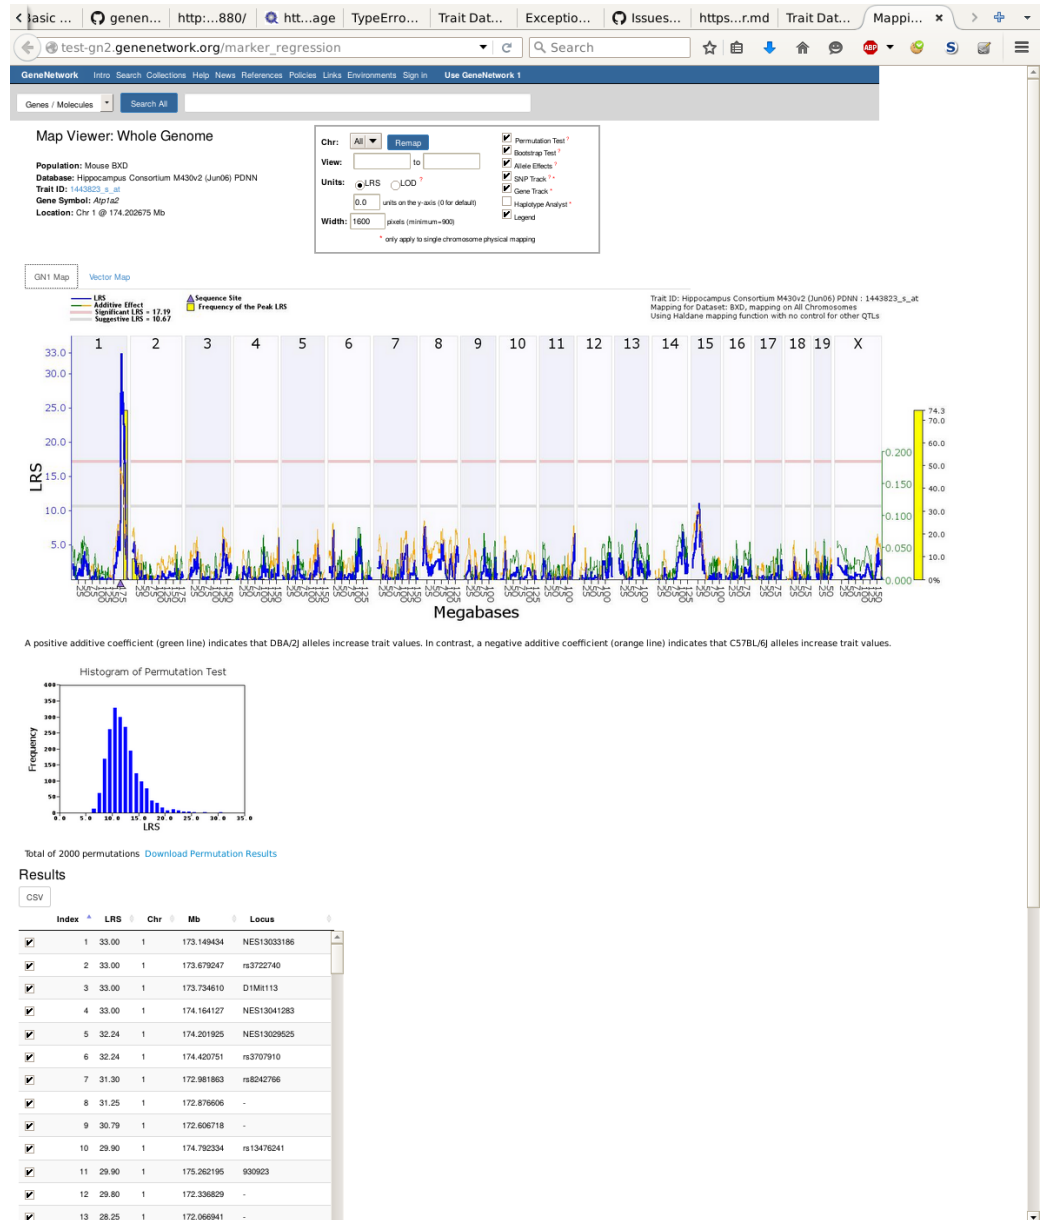 asic ...
genen...
http:...880/
htt...age
TypeErro...
Trait Dat...
Exceptio...
Issues...
https...r.md
Trait Dat...
Mappi...
test-gn2.genenetwork.org/marker_regression
Search
ABP
S
GeneNetwork Intro Search Collections Help News References Policies Links Environments Sign in Use GeneNetwork 1
Genes / Molecules
Search All
Map Viewer: Whole Genome
Population: Mouse BXD
Database: Hippocampus Consortium M430v2 (Jun06) PDNN
Trait ID: 1443823_s_at
Gene Symbol: Atp1a2
Location: Chr 1 @ 174.202675 Mb
Chr: All Remap
View: to
Units: LRS LOD ?
0.0 units on the y-axis (0 for default)
Width: 1600 pixels (minimum=900)
* only apply to single chromosome physical mapping
Permutation Test ?
Bootstrap Test ?
Allele Effects ?
SNP Track ? *
Gene Track *
Haplotype Analyst *
Legend
GN1 Map
Vector Map
LRS
Additive Effect
Significant LRS = 17.19
Suggestive LRS = 10.67
Sequence Site
Frequency of the Peak LRS
Trait ID: Hippocampus Consortium M430v2 (Jun06) PDNN : 1443823_s_at
Mapping for Dataset: BXD, mapping on All Chromosomes
Using Haldane mapping function with no control for other QTLs
1 2 3 4 5 6 7 8 9 10 11 12 13 14 15 16 17 18 19 X
33.0
30.0
25.0
20.0
15.0
10.0
5.0
LRS
0.200
0.150
0.100
0.050
0.000
74.3
70.0
60.0
50.0
40.0
30.0
20.0
10.0
0%
Megabases
A positive additive coefficient (green line) indicates that DBA/2J alleles increase trait values. In contrast, a negative additive coefficient (orange line) indicates that C57BL/6J alleles increase trait values.
Histogram of Permutation Test
400
350
300
250
200
150
100
50
0
Frequency
0.0 5.0 10.0 15.0 20.0 25.0 30.0 35.0
LRS
Total of 2000 permutations Download Permutation Results
Results
CSV
Index LRS Chr Mb Locus
1 33.00 1 173.149434 NES13033186
2 33.00 1 173.679247 rs3722740
3 33.00 1 173.734610 D1Mit113
4 33.00 1 174.164127 NES13041283
5 32.24 1 174.201925 NES13029525
6 32.24 1 174.420751 rs3707910
7 31.30 1 172.981863 rs8242766
8 31.25 1 172.876606 -
9 30.79 1 172.606718 -
10 29.90 1 174.792334 rs13476241
11 29.90 1 175.262195 930923
12 29.80 1 172.336829 -
13 28.25 1 172.066941 -